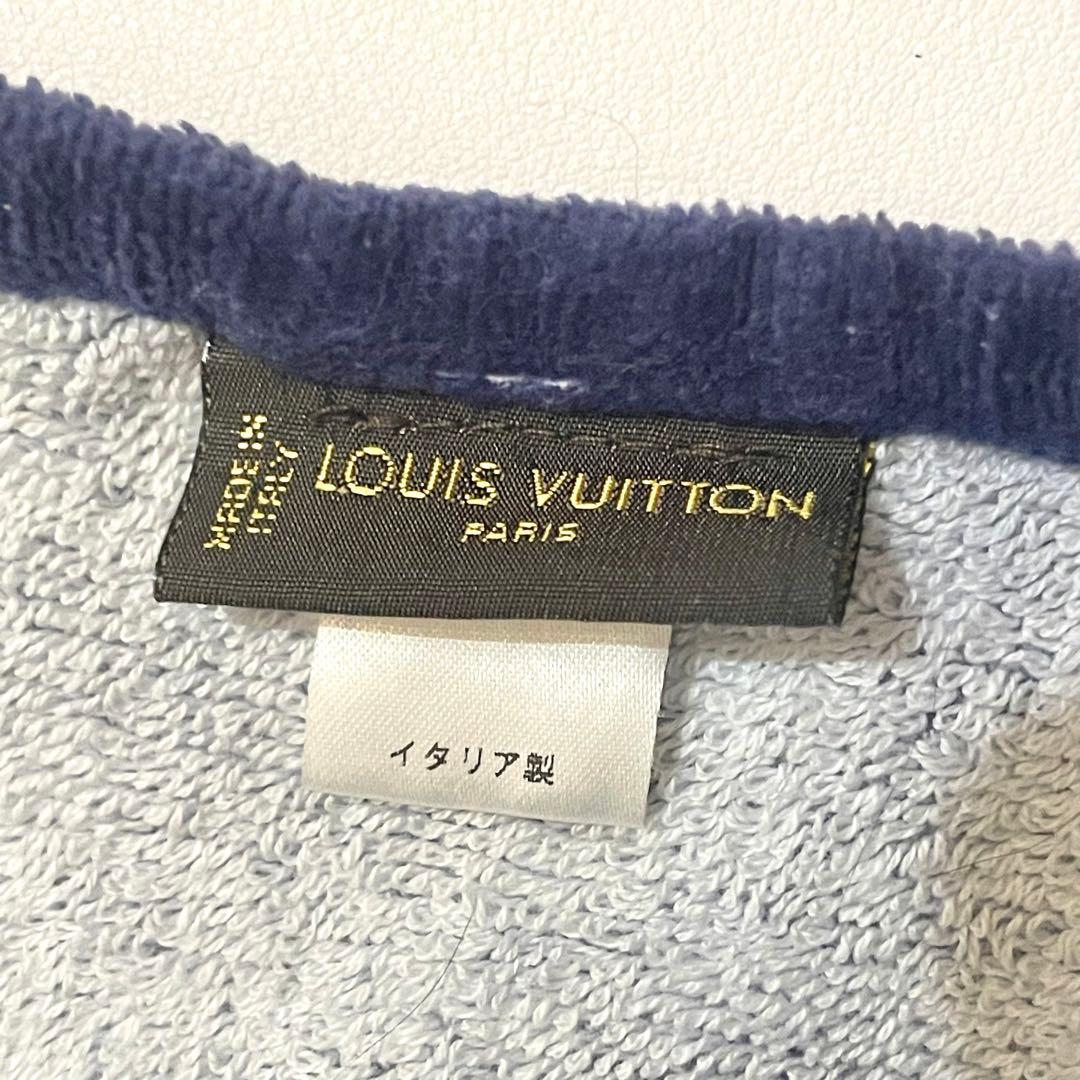 MADE IN
ITALY
LOUIS VUITTON
PARIS
イタリア製